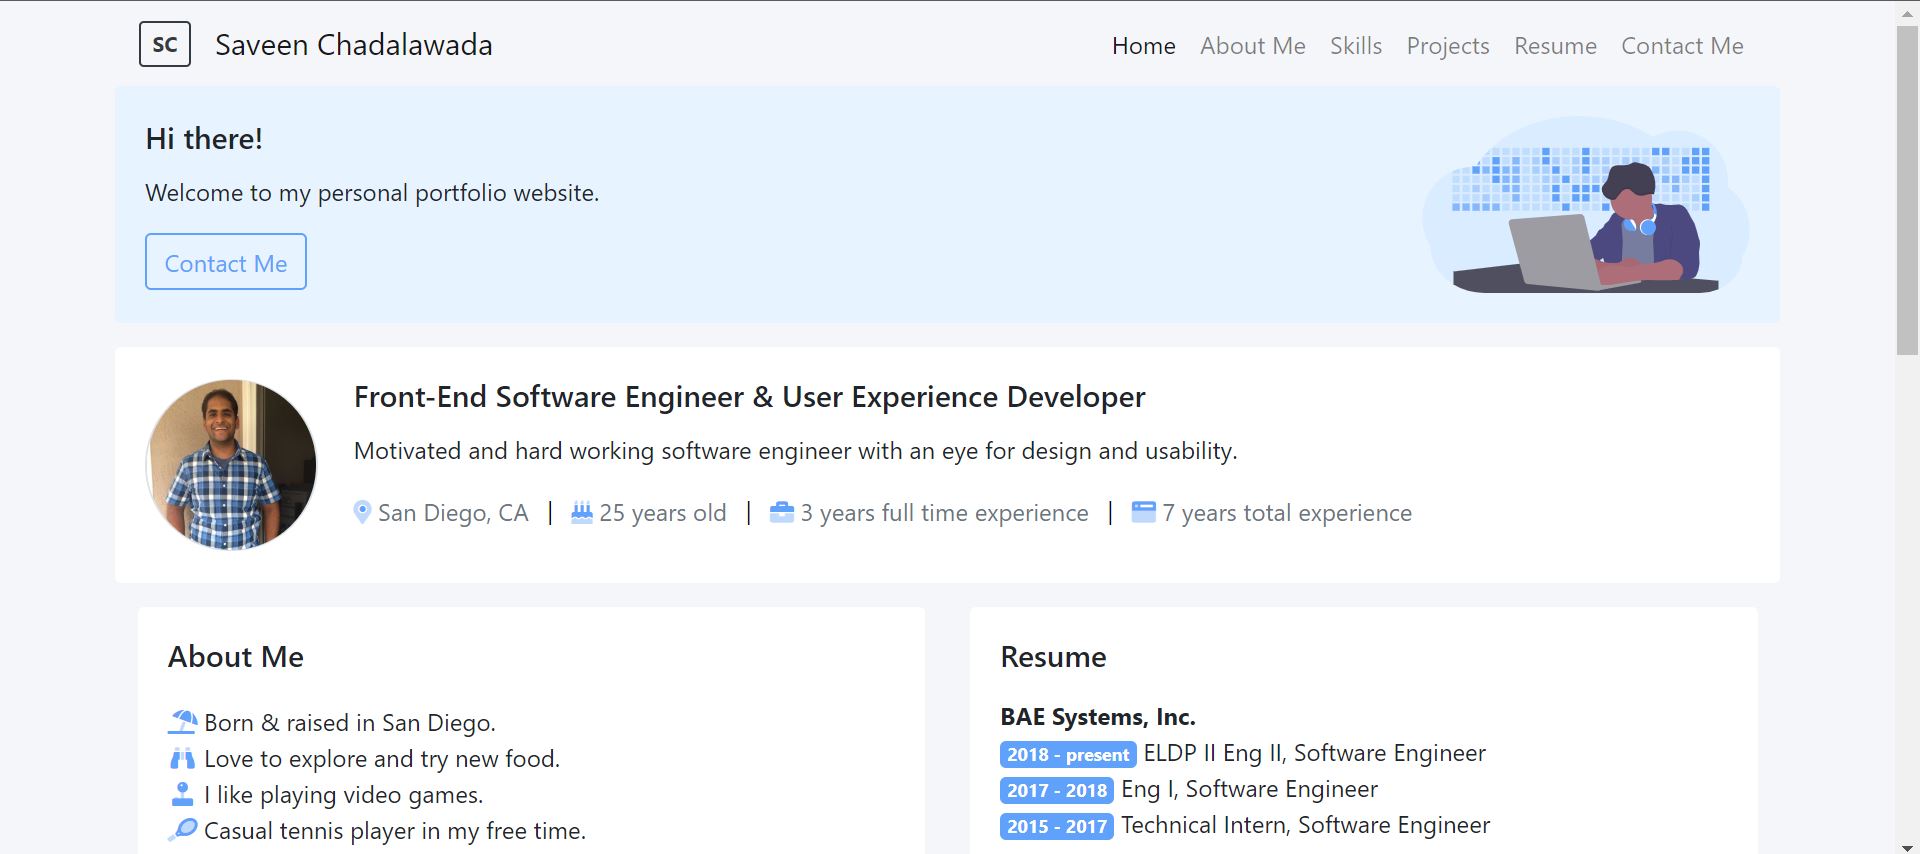 SC Saveen Chadalawada Home About Me Skills Projects Resume Contact Me
Hi there!
Welcome to my personal portfolio website.
Contact Me
Front-End Software Engineer & User Experience Developer
Motivated and hard working software engineer with an eye for design and usability.
San Diego, CA | 25 years old | 3 years full time experience | 7 years total experience
About Me
Born & raised in San Diego.
Love to explore and try new food.
I like playing video games.
Casual tennis player in my free time.
Resume
BAE Systems, Inc.
2018 - present ELDP II Eng II, Software Engineer
2017 - 2018 Eng I, Software Engineer
2015 - 2017 Technical Intern, Software Engineer